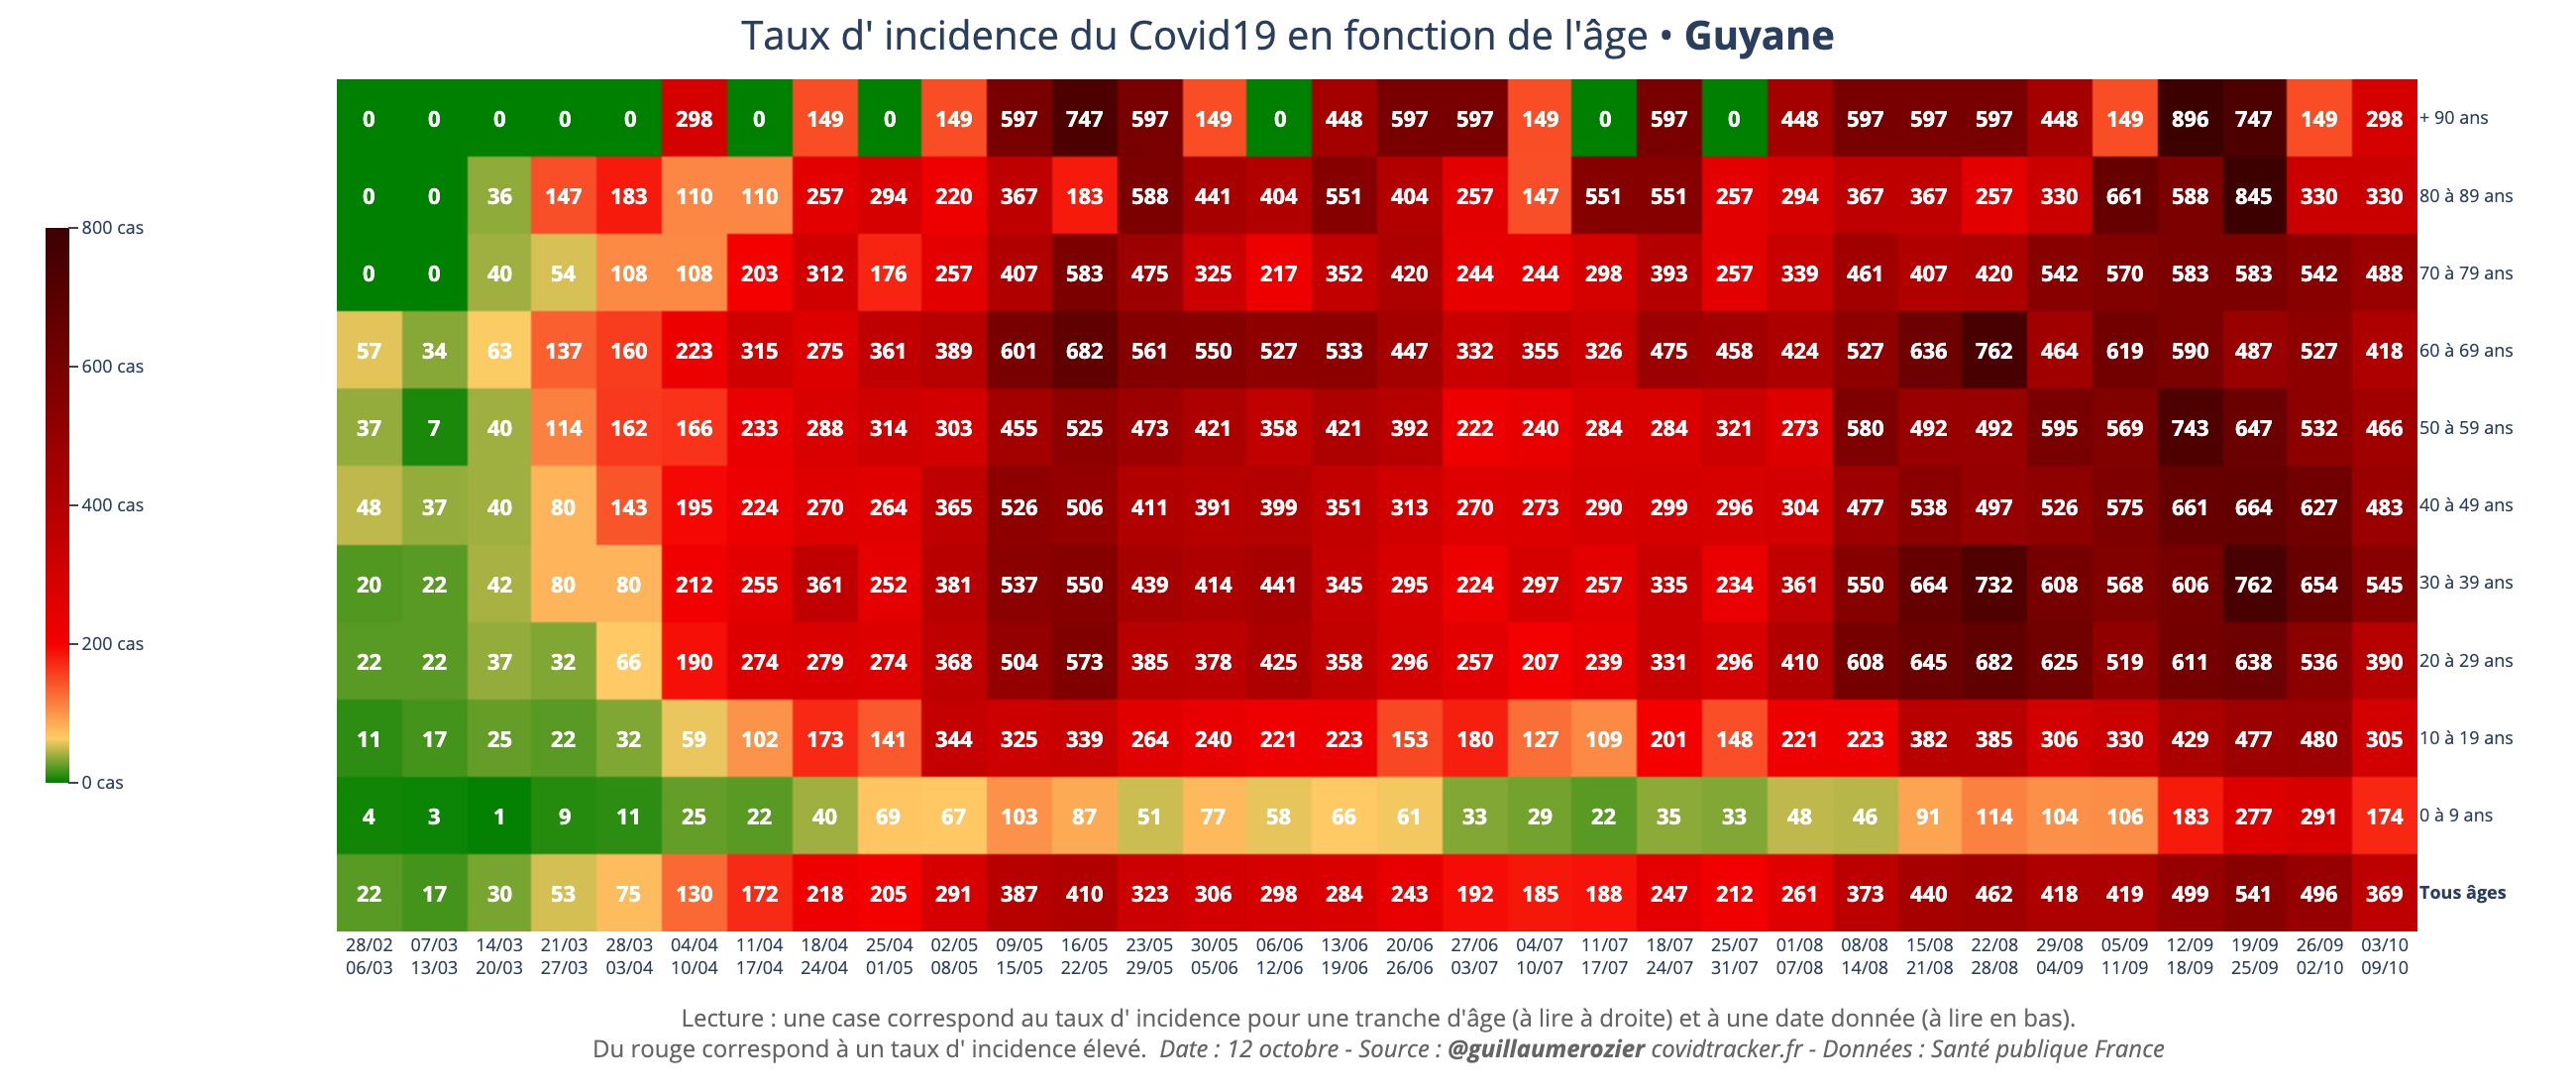 Taux d' incidence du Covid19 en fonction de l'âge • Guyane
0 0 0 0 0 298 0 149 0 149 597 747 597 149 0 448 597 597 149 0 597 0 448 597 597 597 448 149 896 747 149 298 + 90 ans
0 0 36 147 183 110 110 257 294 220 367 183 588 441 404 551 404 257 147 551 551 257 294 367 367 257 330 661 588 845 330 330 80 à 89 ans
800 cas
0 0 40 54 108 108 203 312 176 257 407 583 475 325 217 352 420 244 244 298 393 257 339 461 407 420 542 570 583 583 542 488 70 à 79 ans
57 34 63 137 160 223 315 275 361 389 601 682 561 550 527 533 447 332 355 326 475 458 424 527 636 762 464 619 590 487 527 418 60 à 69 ans
600 cas
37 7 40 114 162 166 233 288 314 303 455 525 473 421 358 421 392 222 240 284 284 321 273 580 492 492 595 569 743 647 532 466 50 à 59 ans
400 cas
48 37 40 80 143 195 224 270 264 365 526 506 411 391 399 351 313 270 273 290 299 296 304 477 538 497 526 575 661 664 627 483 40 à 49 ans
20 22 42 80 80 212 255 361 252 381 537 550 439 414 441 345 295 224 297 257 335 234 361 550 664 732 608 568 606 762 654 545 30 à 39 ans
200 cas
22 22 37 32 66 190 274 279 274 368 504 573 385 378 425 358 296 257 207 239 331 296 410 608 645 682 625 519 611 638 536 390 20 à 29 ans
11 17 25 22 32 59 102 173 141 344 325 339 264 240 221 223 153 180 127 109 201 148 221 223 382 385 306 330 429 477 480 305 10 à 19 ans
0 cas
4 3 1 9 11 25 22 40 69 67 103 87 51 77 58 66 61 33 29 22 35 33 48 46 91 114 104 106 183 277 291 174 0 à 9 ans
22 17 30 53 75 130 172 218 205 291 387 410 323 306 298 284 243 192 185 188 247 212 261 373 440 462 418 419 499 541 496 369 Tous âges
28/02 07/03 14/03 21/03 28/03 04/04 11/04 18/04 25/04 02/05 09/05 16/05 23/05 30/05 06/06 13/06 20/06 27/06 04/07 11/07 18/07 25/07 01/08 08/08 15/08 22/08 29/08 05/09 12/09 19/09 26/09 03/10
06/03 13/03 20/03 27/03 03/04 10/04 17/04 24/04 01/05 08/05 15/05 22/05 29/05 05/06 12/06 19/06 26/06 03/07 10/07 17/07 24/07 31/07 07/08 14/08 21/08 28/08 04/09 11/09 18/09 25/09 02/10 09/10
Lecture : une case correspond au taux d' incidence pour une tranche d'âge (à lire à droite) et à une date donnée (à lire en bas).
Du rouge correspond à un taux d' incidence élevé. Date : 12 octobre - Source : @guillaumerozier covidtracker.fr - Données : Santé publique France